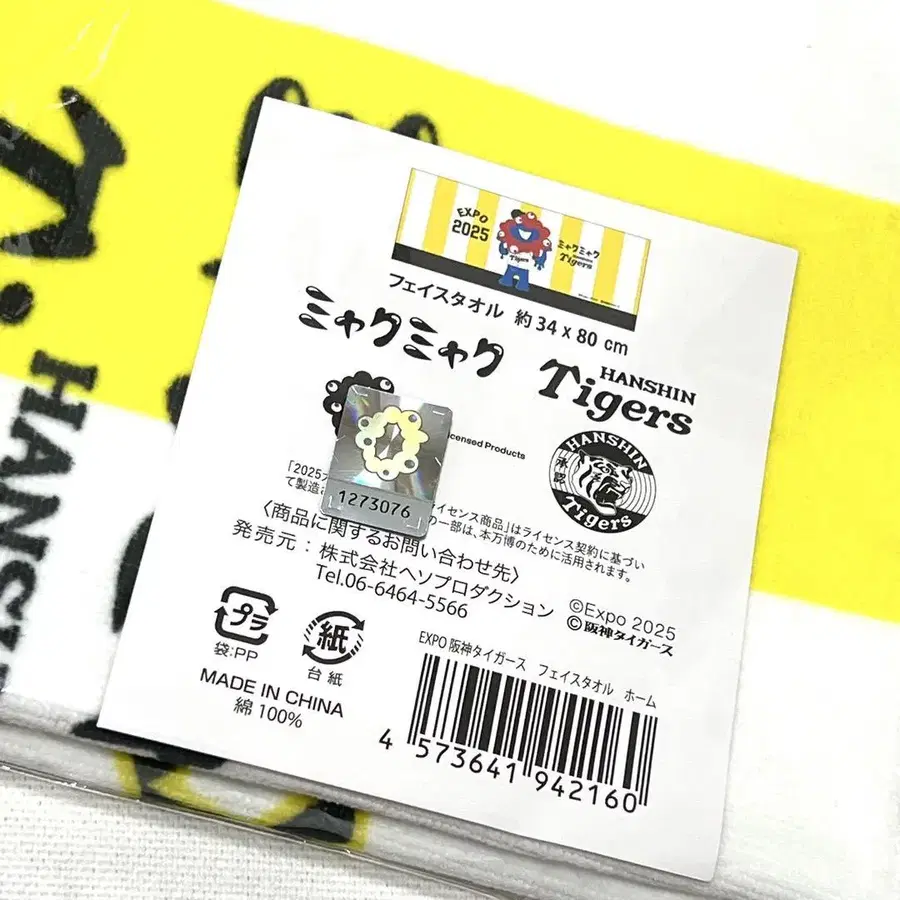 EXPO
2025
ミャクミャク
Tigers
Tigers
フェイスタオル 約 34 x 80 cm
ミャクミャク
HANSHIN
Tigers
censed Products
HANSHIN
承認
Tigers
1273076
「2025
ライセンス商品」はライセンス契約に基づい
て製造
の一部は、本万博のために活用されます。
〈商品に関するお問い合わせ先〉
発売元：株式会社ヘソプロダクション
Tel.06-6464-5566
©Expo 2025
©阪神タイガース
プラ
袋:PP
紙
台紙
MADE IN CHINA
綿 100%
EXPO 阪神タイガース フェイスタオル ホーム
4 573641 942160
HANSHIN